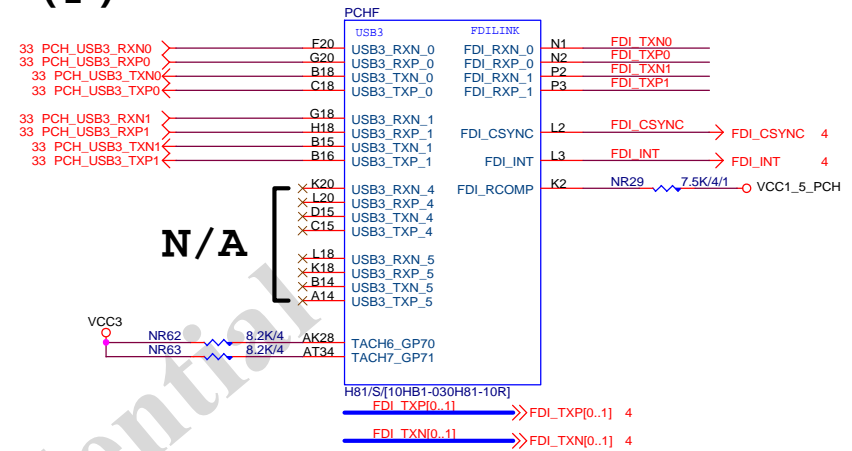 PCHF
USB3 FDILINK
33 PCH_USB3_RXN0 F20 USB3_RXN_0 FDI_RXN_0 N1 FDI_TXN0
33 PCH_USB3_RXP0 G20 USB3_RXP_0 FDI_RXP_0 N2 FDI_TXP0
33 PCH_USB3_TXN0 B18 USB3_TXN_0 FDI_RXN_1 P2 FDI_TXN1
33 PCH_USB3_TXP0 C18 USB3_TXP_0 FDI_RXP_1 P3 FDI_TXP1
33 PCH_USB3_RXN1 G18 USB3_RXN_1
33 PCH_USB3_RXP1 H18 USB3_RXP_1 FDI_CSYNC L2 FDI_CSYNC FDI_CSYNC 4
33 PCH_USB3_TXN1 B15 USB3_TXN_1
33 PCH_USB3_TXP1 B16 USB3_TXP_1 FDI_INT L3 FDI_INT FDI_INT 4
K20 USB3_RXN_4 FDI_RCOMP K2 NR29 7.5K/4/1 VCC1_5_PCH
L20 USB3_RXP_4
D15 USB3_TXN_4
C15 USB3_TXP_4
N/A
L18 USB3_RXN_5
K18 USB3_RXP_5
B14 USB3_TXN_5
A14 USB3_TXP_5
VCC3
NR62 8.2K/4 AK28 TACH6_GP70
NR63 8.2K/4 AT34 TACH7_GP71
H81/S/[10HB1-030H81-10R]
FDI_TXP[0..1] FDI_TXP[0..1] 4
FDI_TXN[0..1] FDI_TXN[0..1] 4